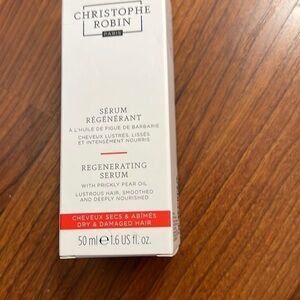 CHRISTOPHE
ROBIN
PARIS
SÉRUM
RÉGÉNÉRANT
À L'HUILE DE FIGUE DE BARBARIE
CHEVEUX LUSTRÉS, LISSÉS
ET INTENSÉMENT NOURRIS
REGENERATING
SERUM
WITH PRICKLY PEAR OIL
LUSTROUS HAIR, SMOOTHED
AND DEEPLY NOURISHED
CHEVEUX SECS & ABÎMÉS
DRY & DAMAGED HAIR
50 ml ℮ 1.6 US fl. oz.